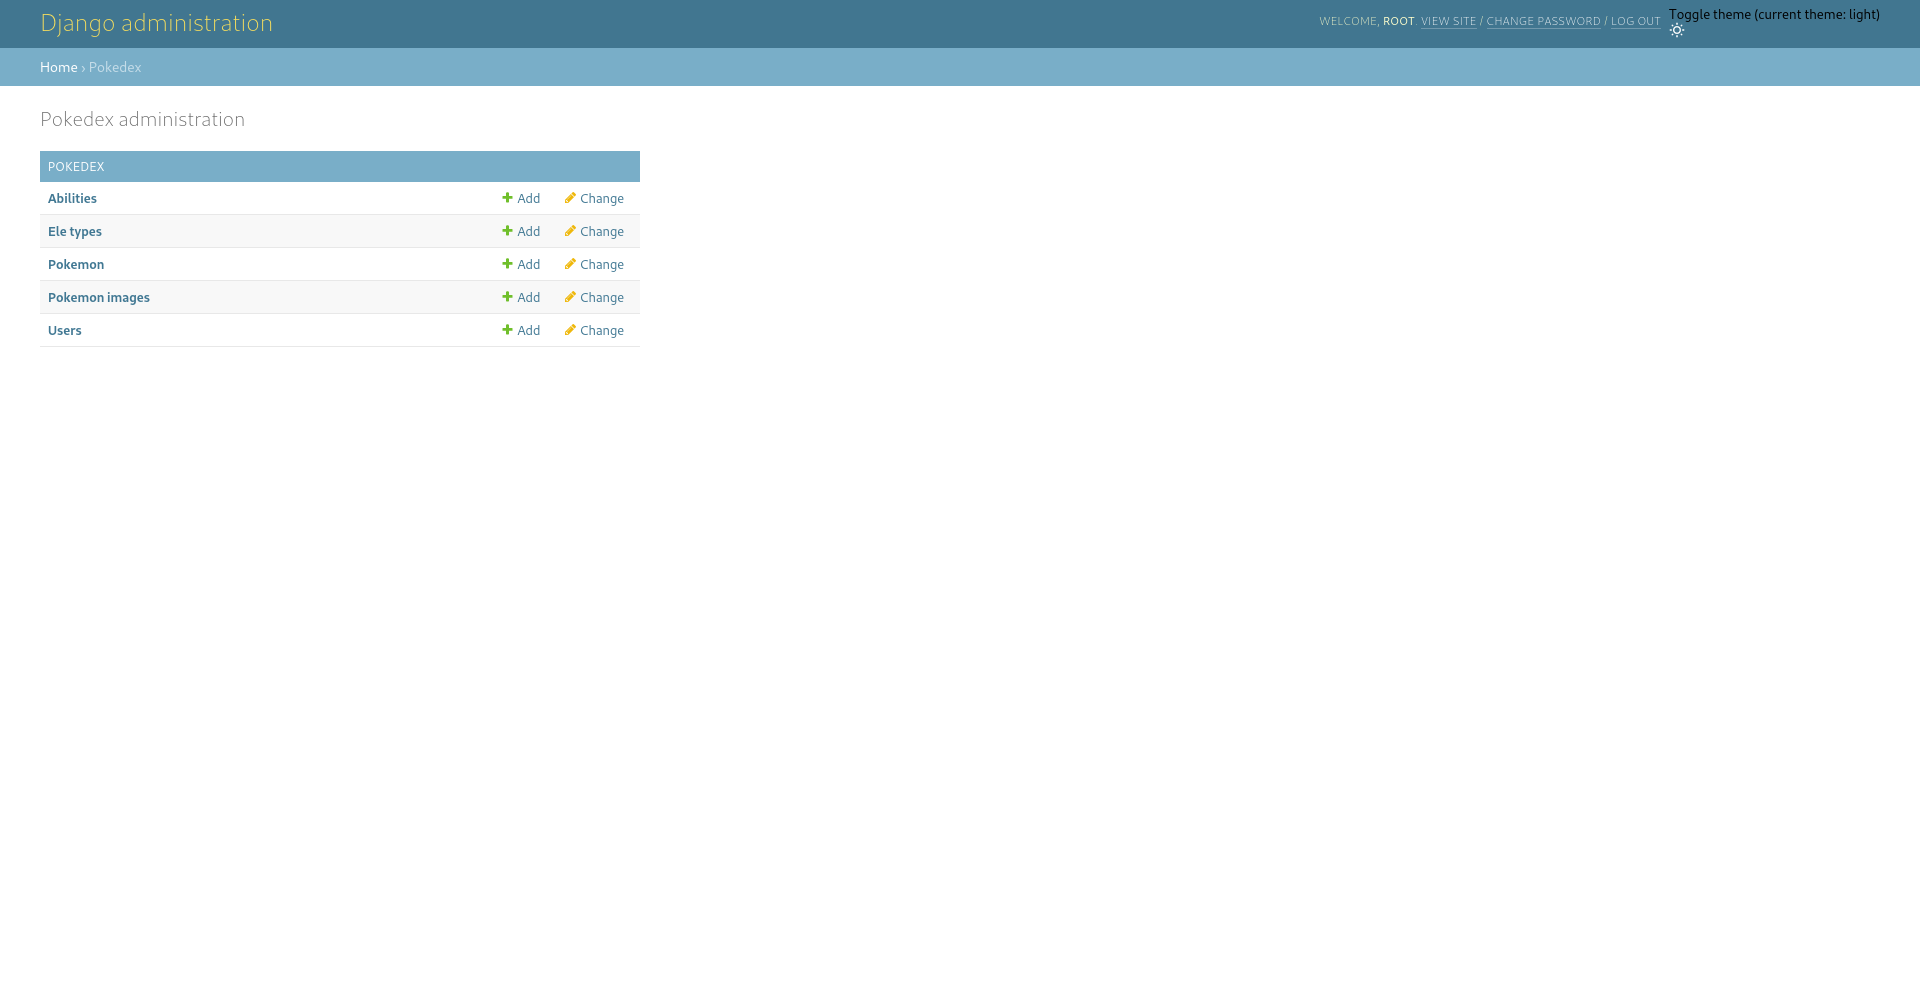 Django administration
WELCOME, ROOT. VIEW SITE / CHANGE PASSWORD / LOG OUT
Toggle theme (current theme: light)
Home › Pokedex
Pokedex administration
POKEDEX
Abilities Add Change
Ele types Add Change
Pokemon Add Change
Pokemon images Add Change
Users Add Change